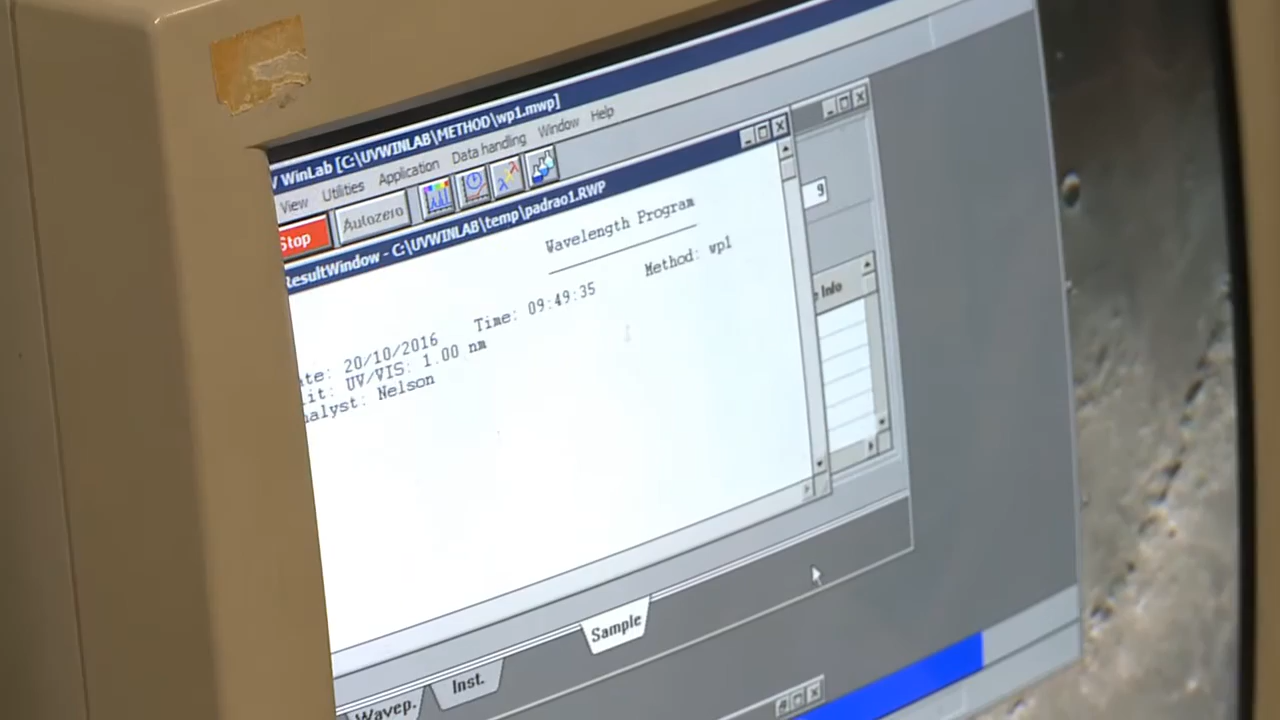 WinLab [C:\UVWINLAB\METHOD\wp1.mwp]
View Utilities Application Data handling Window Help
Stop Autozero
ResultWindow - C:\UVWINLAB\temp\padrao1.RWP
Wavelength Program
ate: 20/10/2016 Time: 09:49:35 Method: wp1
lit: UV/VIS: 1.00 nm
nalyst: Nelson
9
Info
Wavep. Inst. Sample